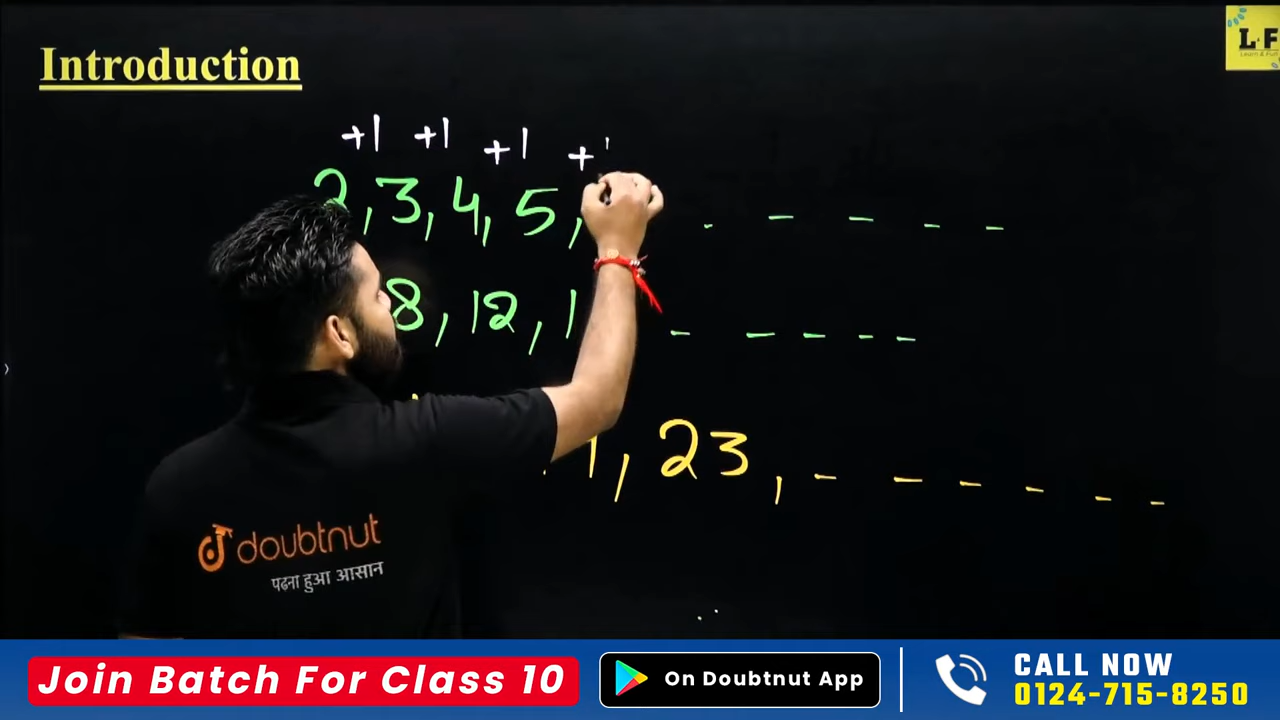 Introduction
L F
+1 +1 +1 +
2, 3, 4, 5, . - - - -
8, 12, 1 - - - - -
1, 23, - - - - - -
doubtnut
पढ़ना हुआ आसान
Join Batch For Class 10
On Doubtnut App
CALL NOW
0124-715-8250